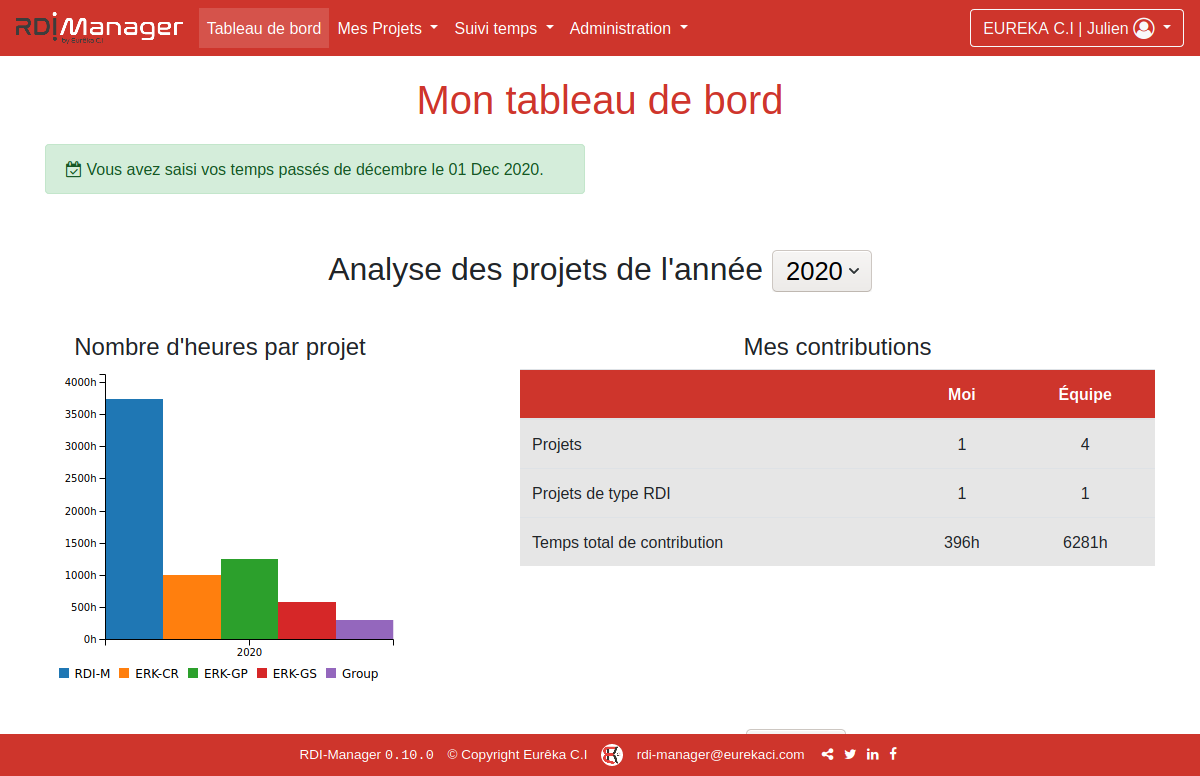 RDI Manager
by Eurêka C.I
Tableau de bord Mes Projets Suivi temps Administration EUREKA C.I | Julien
Mon tableau de bord
Vous avez saisi vos temps passés de décembre le 01 Dec 2020.
Analyse des projets de l'année 2020
Nombre d'heures par projet
4000h
3500h
3000h
2500h
2000h
1500h
1000h
500h
0h
2020
RDI-M ERK-CR ERK-GP ERK-GS Group
Mes contributions
Moi Équipe
Projets 1 4
Projets de type RDI 1 1
Temps total de contribution 396h 6281h
RDI-Manager 0.10.0 © Copyright Eurêka C.I rdi-manager@eurekaci.com